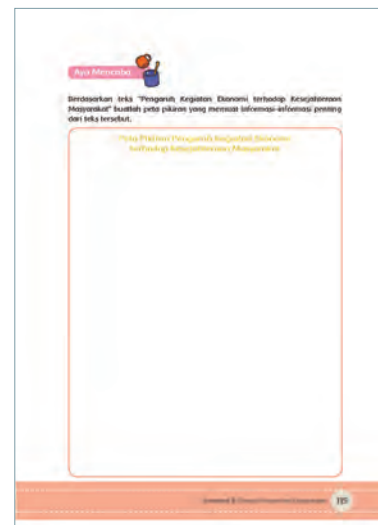 Ayo Mencoba
Berdasarkan teks "Pengaruh Kegiatan Ekonomi terhadap Kesejahteraan
Masyarakat" buatlah peta pikiran yang memuat informasi-informasi penting
dari teks tersebut.
Peta Pikiran Pengaruh Kegiatan Ekonomi
terhadap Kesejahteraan Masyarakat